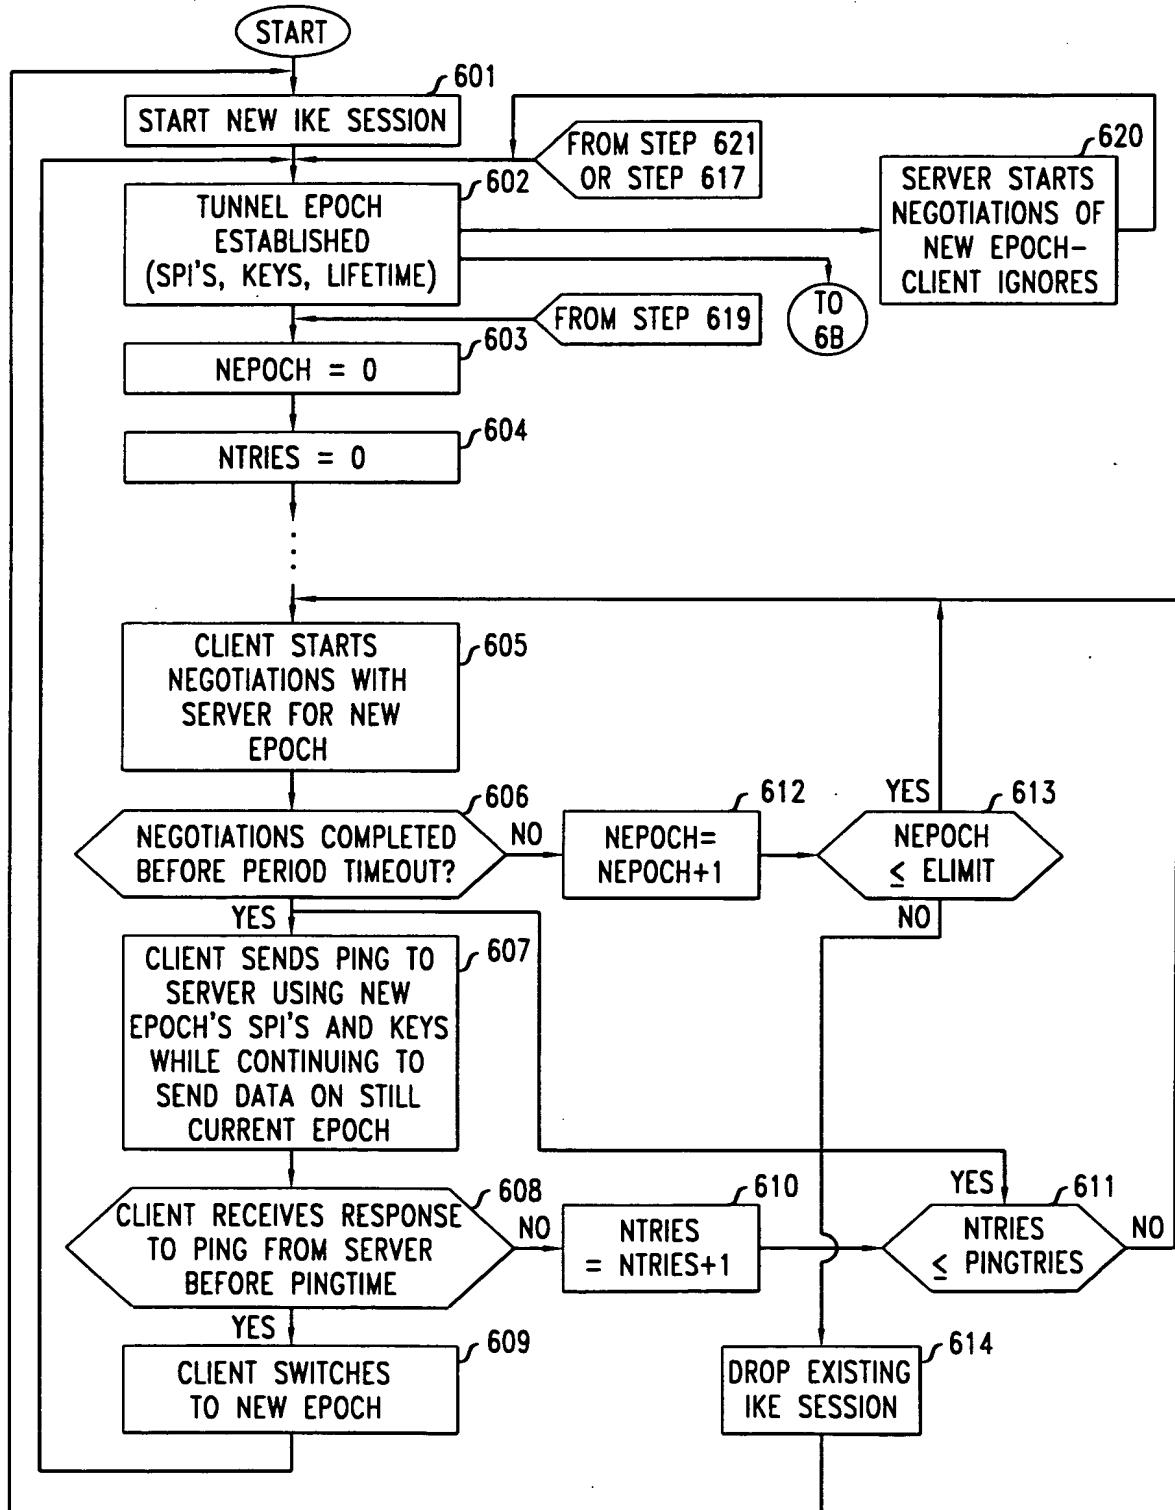 START
601
START NEW IKE SESSION
FROM STEP 621
OR STEP 617
620
SERVER STARTS
NEGOTIATIONS OF
NEW EPOCH-
CLIENT IGNORES
602
TUNNEL EPOCH
ESTABLISHED
(SPI'S, KEYS, LIFETIME)
TO
6B
FROM STEP 619
603
NEPOCH = 0
604
NTRIES = 0
605
CLIENT STARTS
NEGOTIATIONS WITH
SERVER FOR NEW
EPOCH
606
NEGOTIATIONS COMPLETED
BEFORE PERIOD TIMEOUT?
NO
612
NEPOCH=
NEPOCH+1
YES
613
NEPOCH
≤ ELIMIT
NO
YES
607
CLIENT SENDS PING TO
SERVER USING NEW
EPOCH'S SPI'S AND KEYS
WHILE CONTINUING TO
SEND DATA ON STILL
CURRENT EPOCH
608
CLIENT RECEIVES RESPONSE
TO PING FROM SERVER
BEFORE PINGTIME
NO
610
NTRIES
= NTRIES+1
YES
611
NTRIES
≤ PINGTRIES
NO
YES
609
CLIENT SWITCHES
TO NEW EPOCH
614
DROP EXISTING
IKE SESSION